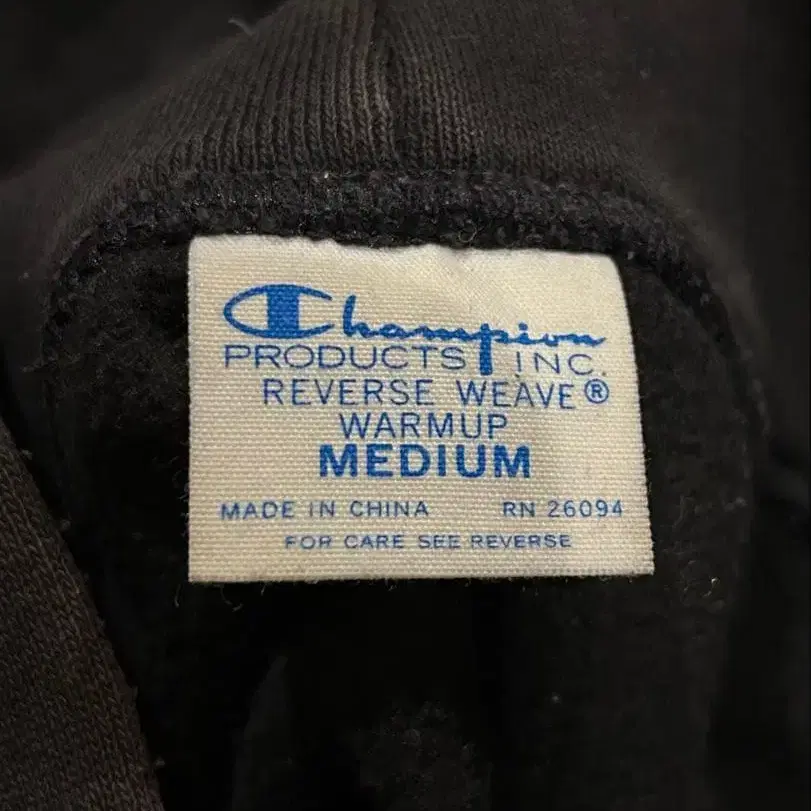 Champion
PRODUCTS INC.
REVERSE WEAVE®
WARMUP
MEDIUM
MADE IN CHINA RN 26094
FOR CARE SEE REVERSE